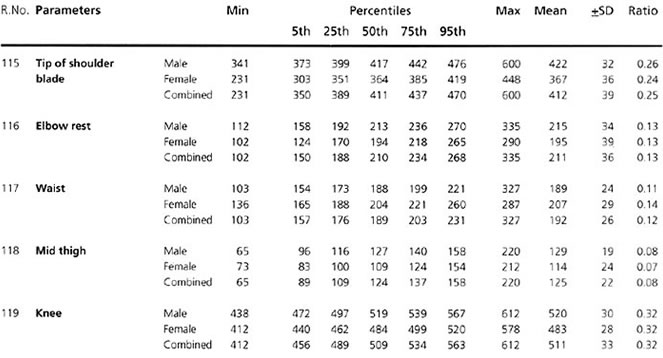 R.No. Parameters Min Percentiles Max Mean ±SD Ratio
5th 25th 50th 75th 95th
115 Tip of shoulder Male 341 373 399 417 442 476 600 422 32 0.26
blade Female 231 303 351 364 385 419 448 367 36 0.24
Combined 231 350 389 411 437 470 600 412 39 0.25
116 Elbow rest Male 112 158 192 213 236 270 335 215 34 0.13
Female 102 124 170 194 218 265 290 195 39 0.13
Combined 102 150 188 210 234 268 335 211 36 0.13
117 Waist Male 103 154 173 188 199 221 327 189 24 0.11
Female 136 165 188 204 221 260 287 207 29 0.14
Combined 103 157 176 189 203 231 327 192 26 0.12
118 Mid thigh Male 65 96 116 127 140 158 220 129 19 0.08
Female 73 83 100 109 124 154 212 114 24 0.07
Combined 65 89 109 124 137 158 220 125 22 0.08
119 Knee Male 438 472 497 519 539 567 612 520 30 0.32
Female 412 440 462 484 499 520 578 483 28 0.32
Combined 412 456 489 509 534 563 612 511 33 0.32